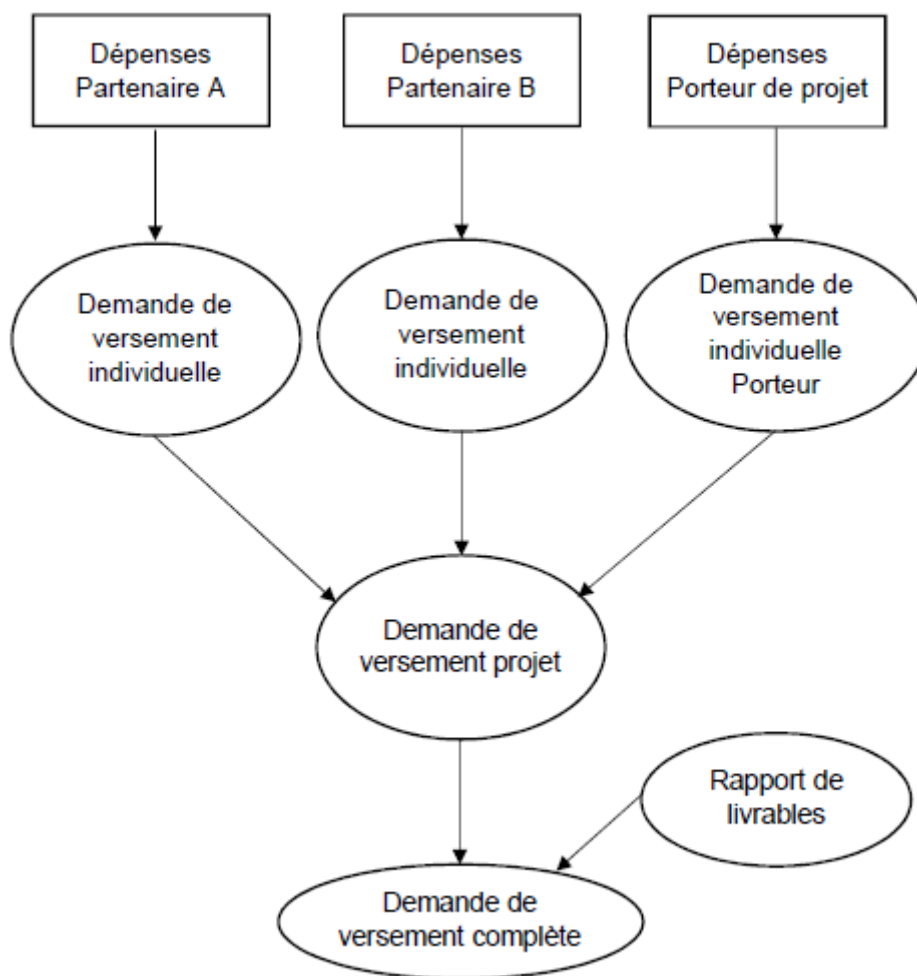 Dépenses
Partenaire A
Dépenses
Partenaire B
Dépenses
Porteur de projet
Demande de
versement
individuelle
Demande de
versement
individuelle
Demande de
versement
individuelle
Porteur
Demande de
versement projet
Rapport de
livrables
Demande de
versement complète